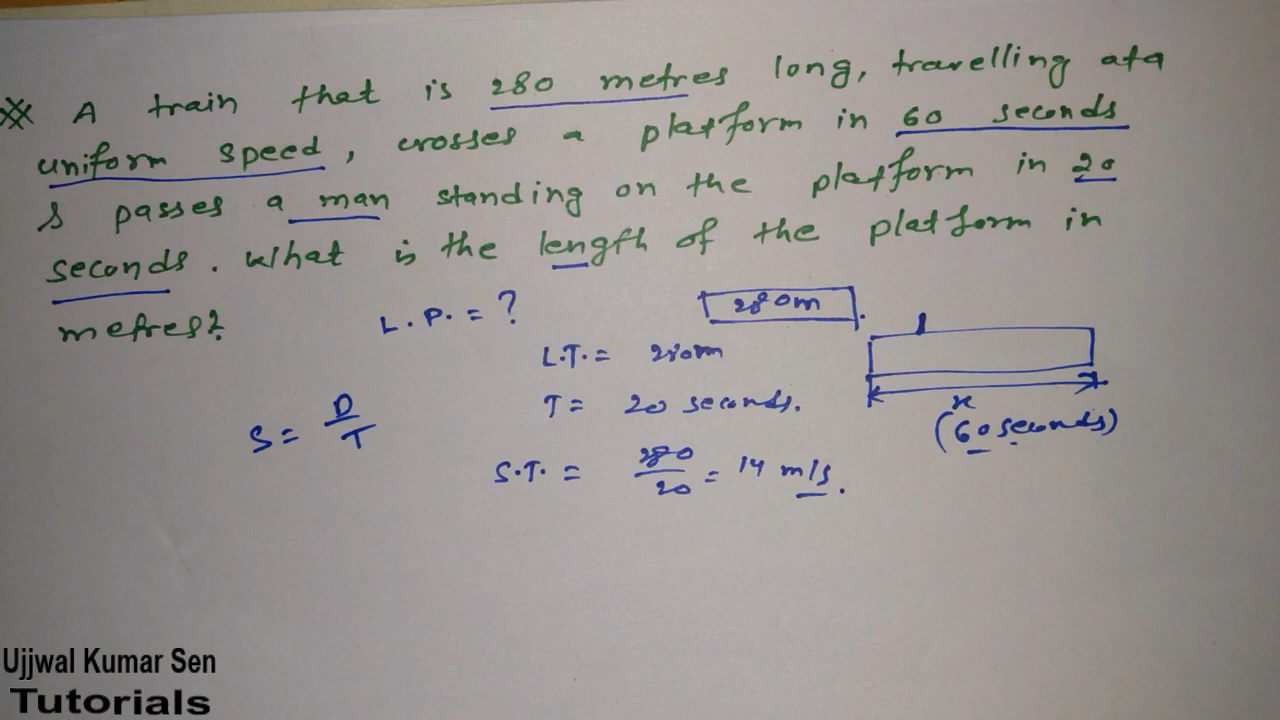 ※ A train that is 280 metres long, travelling at a
uniform speed, crosses a platform in 60 seconds
& passes a man standing on the platform in 20
seconds. What is the length of the platform in
metres?
L.P. = ?
280m
L.T. = 280m
T = 20 seconds.
x
(60 seconds)
S = D/T
S.T. = 280/20 = 14 m/s.
Ujjwal Kumar Sen
Tutorials